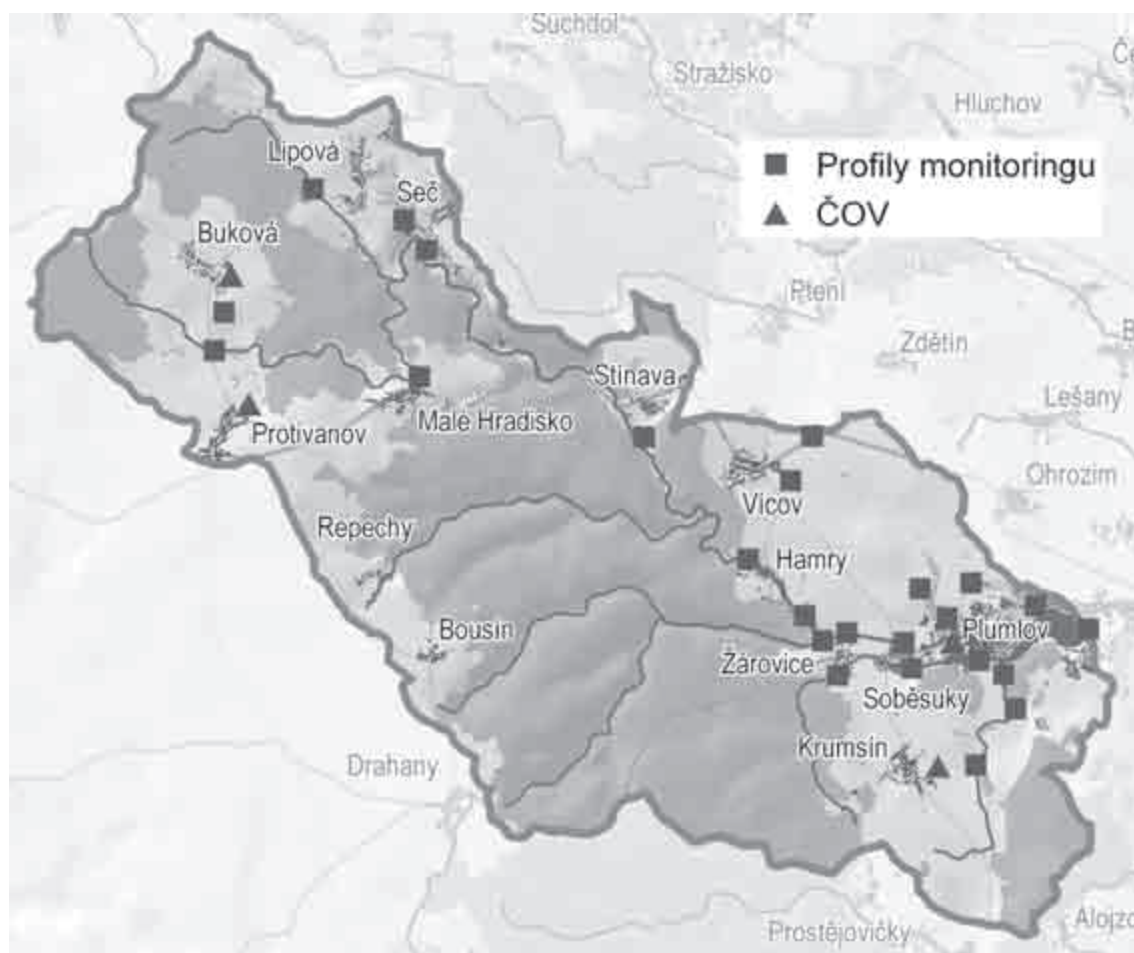 Suchdol
Stražisko
Hluchov
Lipová
Profily monitoringu
Seč
ČOV
Buková
Ptení
Zdětín
Stínava
Lešany
Malé Hradisko
Protivanov
Ohrozim
Vícov
Repechy
Hamry
Bousín
Plumlov
Žárovice
Soběsuky
Krumsín
Drahany
Prostějovičky